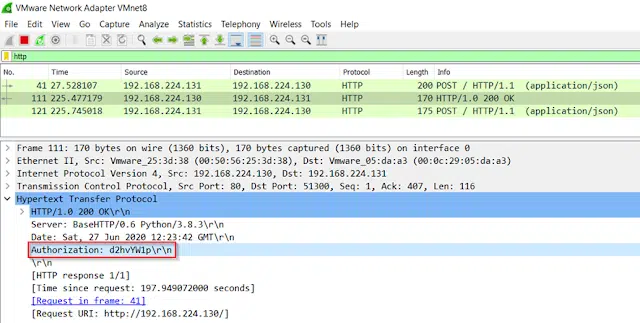 VMware Network Adapter VMnet8
File Edit View Go Capture Analyze Statistics Telephony Wireless Tools Help
http
No. Time Source Destination Protocol Length Info
41 27.528107 192.168.224.131 192.168.224.130 HTTP 200 POST / HTTP/1.1 (application/json)
111 225.477179 192.168.224.130 192.168.224.131 HTTP 170 HTTP/1.0 200 OK
121 225.745018 192.168.224.131 192.168.224.130 HTTP 175 POST / HTTP/1.1 (application/json)
Frame 111: 170 bytes on wire (1360 bits), 170 bytes captured (1360 bits) on interface 0
Ethernet II, Src: Vmware_25:3d:38 (00:50:56:25:3d:38), Dst: Vmware_05:da:a3 (00:0c:29:05:da:a3)
Internet Protocol Version 4, Src: 192.168.224.130, Dst: 192.168.224.131
Transmission Control Protocol, Src Port: 80, Dst Port: 51300, Seq: 1, Ack: 407, Len: 116
Hypertext Transfer Protocol
HTTP/1.0 200 OK\r\n
Server: BaseHTTP/0.6 Python/3.8.3\r\n
Date: Sat, 27 Jun 2020 12:23:42 GMT\r\n
Authorization: d2hvYW1p\r\n
\r\n
[HTTP response 1/1]
[Time since request: 197.949072000 seconds]
[Request in frame: 41]
[Request URI: http://192.168.224.130/]